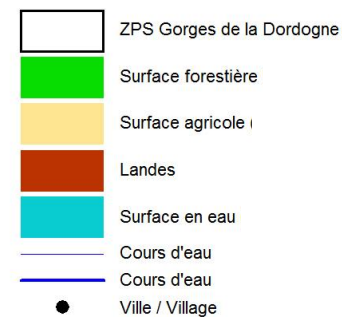 ZPS Gorges de la Dordogne
Surface forestière
Surface agricole
Landes
Surface en eau
Cours d'eau
Cours d'eau
Ville / Village